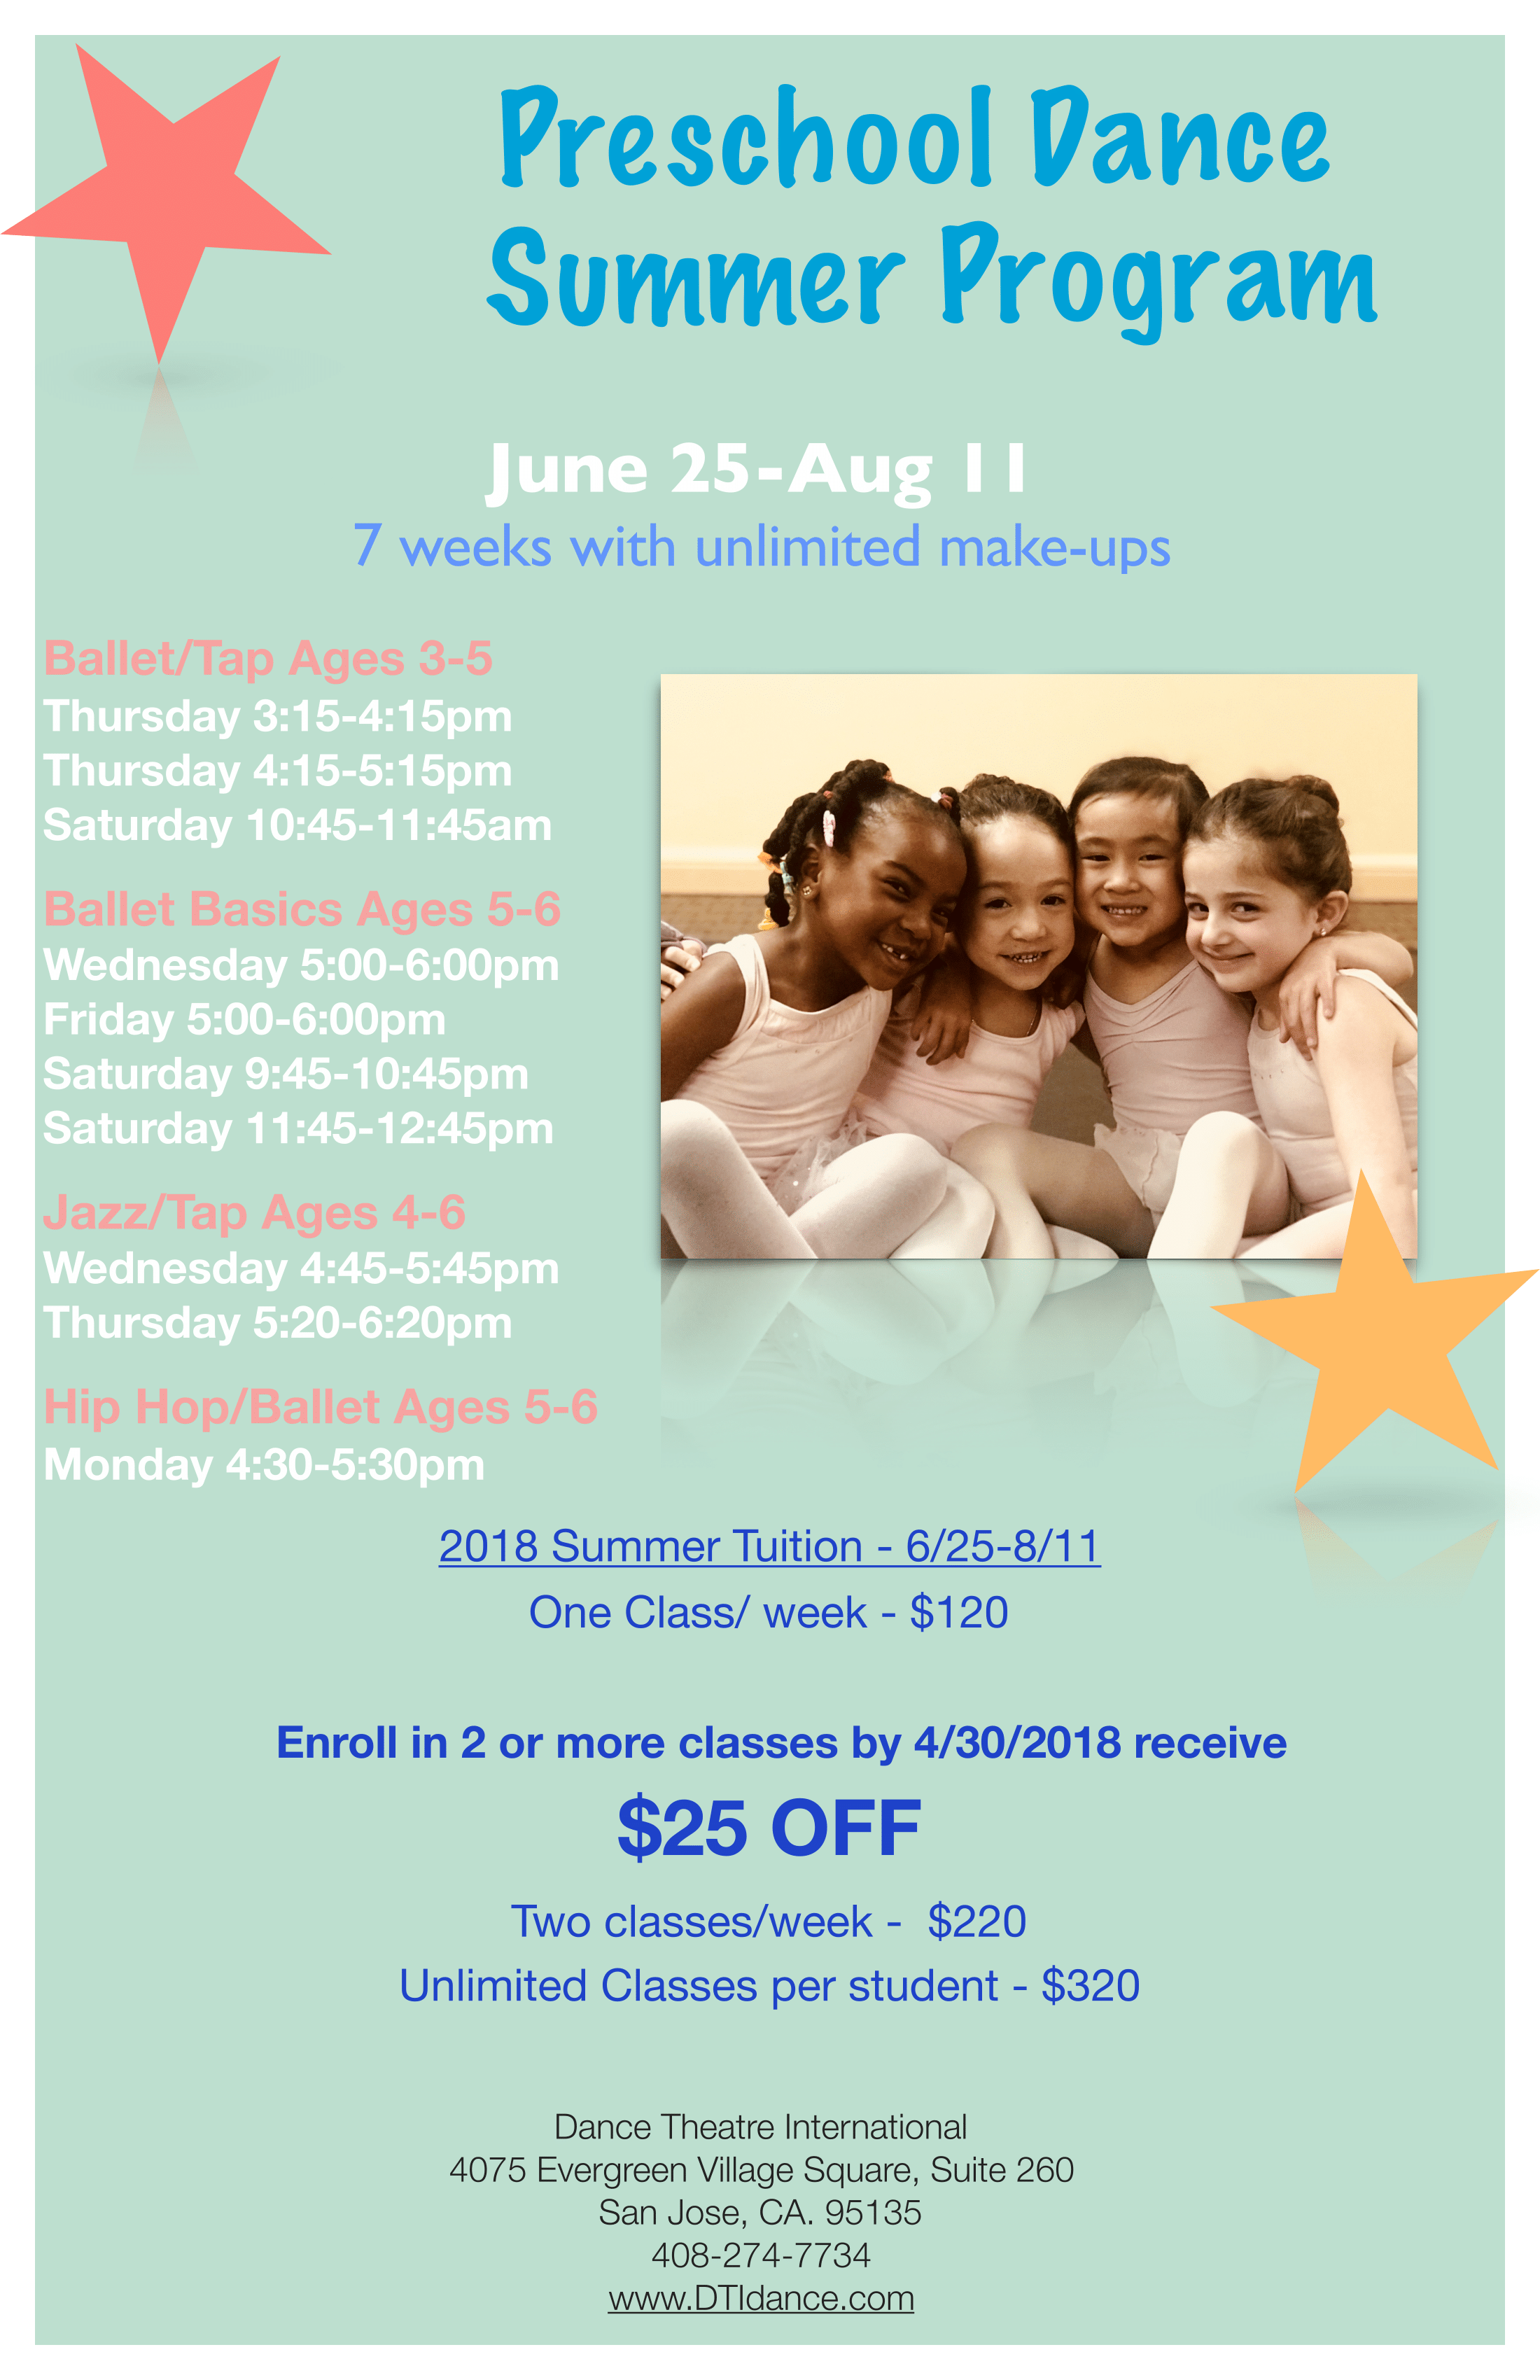 Preschool Dance
Summer Program
June 25-Aug 11
7 weeks with unlimited make-ups
Ballet/Tap Ages 3-5
Thursday 3:15-4:15pm
Thursday 4:15-5:15pm
Saturday 10:45-11:45am
Ballet Basics Ages 5-6
Wednesday 5:00-6:00pm
Friday 5:00-6:00pm
Saturday 9:45-10:45pm
Saturday 11:45-12:45pm
Jazz/Tap Ages 4-6
Wednesday 4:45-5:45pm
Thursday 5:20-6:20pm
Hip Hop/Ballet Ages 5-6
Monday 4:30-5:30pm
2018 Summer Tuition - 6/25-8/11
One Class/ week - $120
Enroll in 2 or more classes by 4/30/2018 receive
$25 OFF
Two classes/week -  $220
Unlimited Classes per student - $320
Dance Theatre International
4075 Evergreen Village Square, Suite 260
San Jose, CA. 95135
408-274-7734
www.DTIdance.com